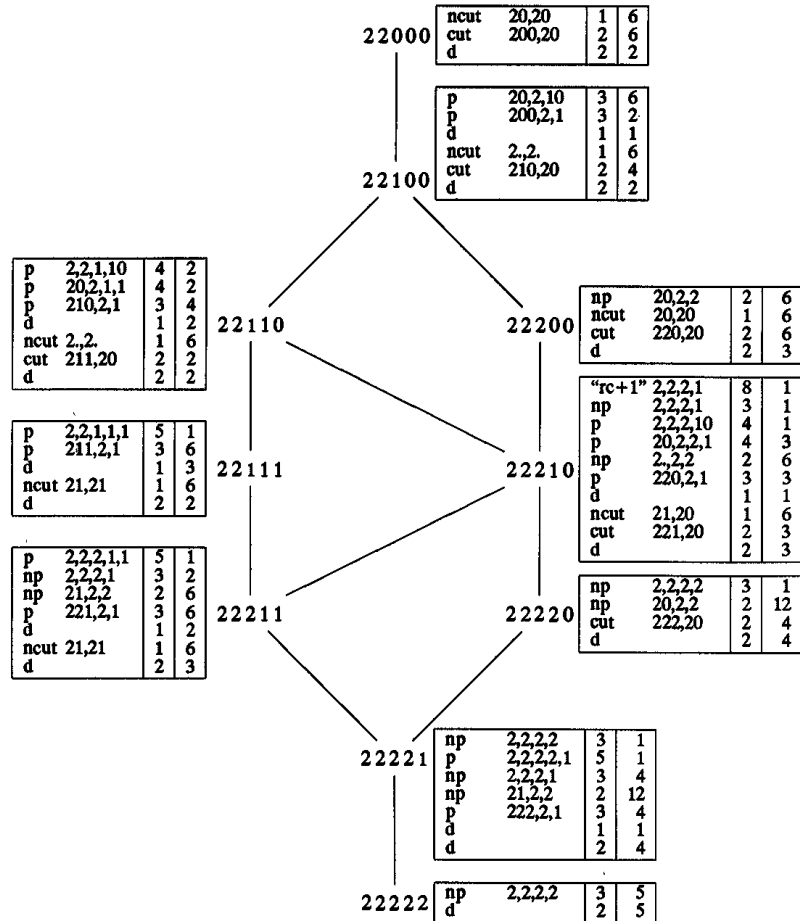 22000
ncut 20,20 1 6
cut 200,20 2 6
d 2 2
p 20,2,10 3 6
p 200,2,1 3 2
d 1 1
ncut 2.,2. 1 6
cut 210,20 2 4
d 2 2
22100
p 2,2,1,10 4 2
p 20,2,1,1 4 2
p 210,2,1 3 4
d 1 2
ncut 2.,2. 1 6
cut 211,20 2 2
d 2 2
22110
22200
np 20,2,2 2 6
ncut 20,20 1 6
cut 220,20 2 6
d 2 3
p 2,2,1,1,1 5 1
p 211,2,1 3 6
d 1 3
ncut 21,21 1 6
d 2 2
22111
22210
“rc+1” 2,2,2,1 8 1
np 2,2,2,1 3 1
p 2,2,2,10 4 1
p 20,2,2,1 4 3
np 2.,2,2 2 6
p 220,2,1 3 3
d 1 1
ncut 21,20 1 6
cut 221,20 2 3
d 2 3
p 2,2,2,1,1 5 1
np 2,2,2,1 3 2
np 21,2,2 2 6
p 221,2,1 3 6
d 1 2
ncut 21,21 1 6
d 2 3
22211
22220
np 2,2,2,2 3 1
np 20,2,2 2 12
cut 222,20 2 4
d 2 4
22221
np 2,2,2,2 3 1
p 2,2,2,2,1 5 1
np 2,2,2,1 3 4
np 21,2,2 2 12
p 222,2,1 3 4
d 1 1
d 2 4
22222
np 2,2,2,2 3 5
d 2 5